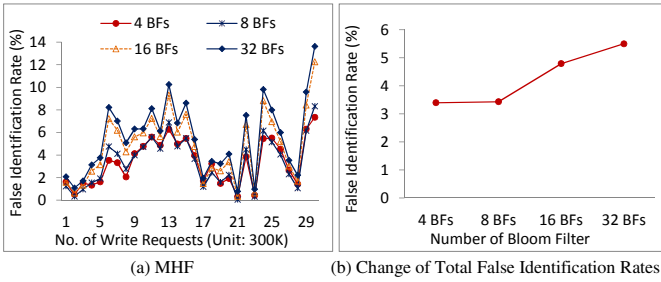 4 BFs
8 BFs
16 BFs
32 BFs
False Identification Rate (%)
14
12
10
8
6
4
2
0
1 5 9 13 17 21 25 29
No. of Write Requests (Unit: 300K)
(a) MHF
False Identification Rate (%)
6
5
4
3
2
1
0
4 BFs 8 BFs 16 BFs 32 BFs
Number of Bloom Filter
(b) Change of Total False Identification Rates